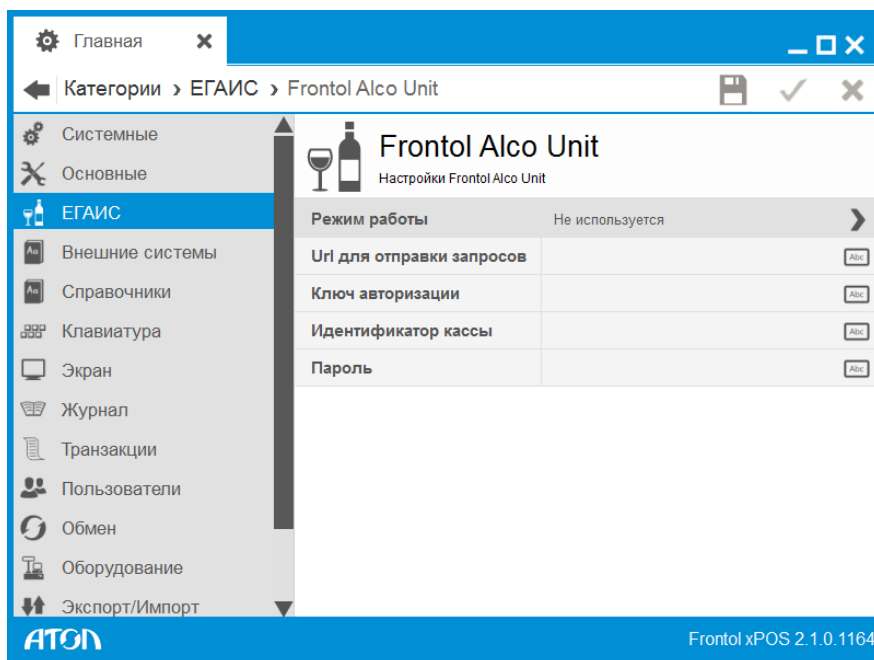 Главная
Категории › ЕГАИС › Frontol Alco Unit
Системные
Основные
ЕГАИС
Внешние системы
Справочники
Клавиатура
Экран
Журнал
Транзакции
Пользователи
Обмен
Оборудование
Экспорт/Импорт
Frontol Alco Unit
Настройки Frontol Alco Unit
Режим работы Не используется
Url для отправки запросов Abc
Ключ авторизации Abc
Идентификатор кассы Abc
Пароль Abc
АТОЛ
Frontol xPOS 2.1.0.1164